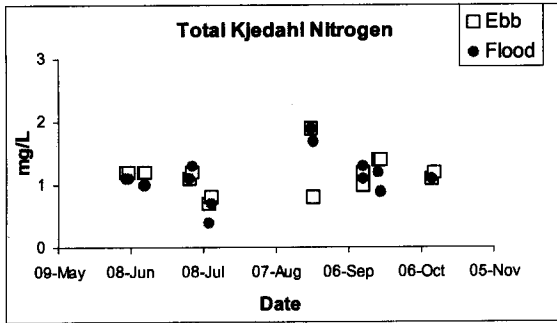 Total Kjedahl Nitrogen
Ebb
Flood
3
2
1
0
mg/L
09-May 08-Jun 08-Jul 07-Aug 06-Sep 06-Oct 05-Nov
Date